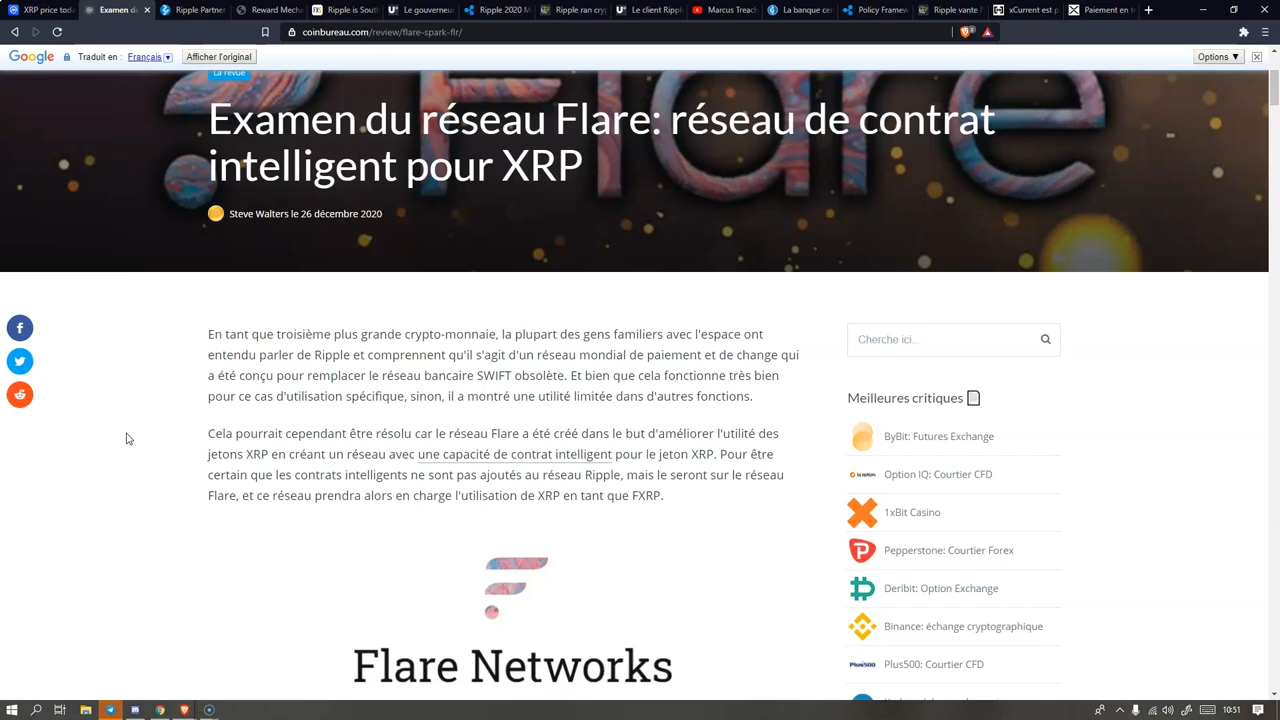 XRP price tod
Examen d
Ripple Partner
Reward Mech
Ripple is South
Le gouverneu
Ripple 2020 M
Ripple ran cry
Le client Rippl
Marcus Treach
La banque cen
Policy Framew
Ripple vante l
xCurrent est p
Paiement en t
coinbureau.com/review/flare-spark-flr/
Google Traduit en : Français Afficher l'original Options ▼
La revue
Flare
Examen du réseau Flare: réseau de contrat
intelligent pour XRP
Steve Walters le 26 décembre 2020
En tant que troisième plus grande crypto-monnaie, la plupart des gens familiers avec l'espace ont
entendu parler de Ripple et comprennent qu'il s'agit d'un réseau mondial de paiement et de change qui
a été conçu pour remplacer le réseau bancaire SWIFT obsolète. Et bien que cela fonctionne très bien
pour ce cas d'utilisation spécifique, sinon, il a montré une utilité limitée dans d'autres fonctions.
Cela pourrait cependant être résolu car le réseau Flare a été créé dans le but d'améliorer l'utilité des
jetons XRP en créant un réseau avec une capacité de contrat intelligent pour le jeton XRP. Pour être
certain que les contrats intelligents ne sont pas ajoutés au réseau Ripple, mais le seront sur le réseau
Flare, et ce réseau prendra alors en charge l'utilisation de XRP en tant que FXRP.
Flare Networks
Cherche ici...
Meilleures critiques
ByBit: Futures Exchange
Option IQ: Courtier CFD
1xBit Casino
Pepperstone: Courtier Forex
Deribit: Option Exchange
Binance: échange cryptographique
Plus500: Courtier CFD
10:51